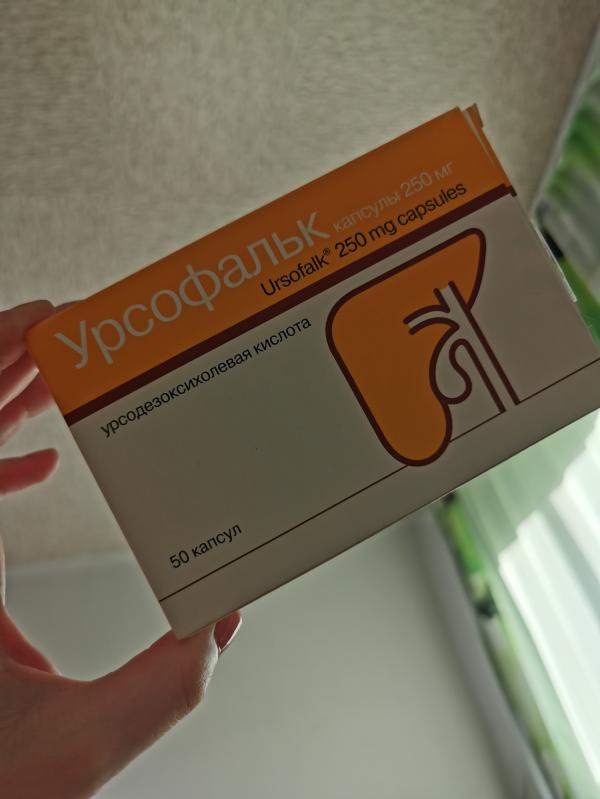 Урсофальк капсулы 250 мг
Ursofalk® 250 mg capsules
урсодезоксихолевая кислота
50 капсул